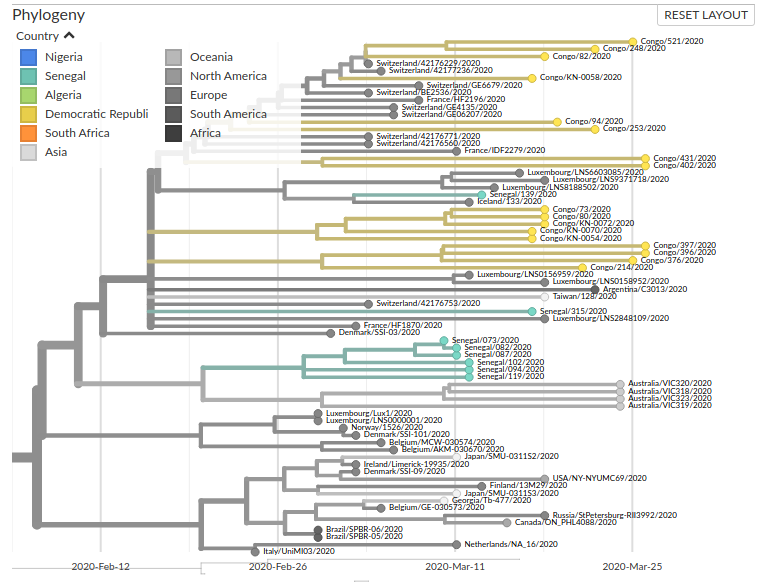 Phylogeny
RESET LAYOUT
Country
Nigeria
Senegal
Algeria
Democratic Republi
South Africa
Asia
Oceania
North America
Europe
South America
Africa
Congo/521/2020
Congo/248/2020
Congo/82/2020
Switzerland/42176229/2020
Switzerland/42177236/2020
Congo/KN-0058/2020
Switzerland/GE6679/2020
Switzerland/BE2536/2020
France/HF2196/2020
Switzerland/GE4135/2020
Switzerland/GE06207/2020
Congo/94/2020
Congo/253/2020
Switzerland/42176771/2020
Switzerland/42176560/2020
France/IDF2279/2020
Congo/431/2020
Congo/402/2020
Luxembourg/LNS6603085/2020
Luxembourg/LNS9371718/2020
Luxembourg/LNS8188502/2020
Senegal/139/2020
Iceland/133/2020
Congo/73/2020
Congo/80/2020
Congo/KN-0072/2020
Congo/KN-0070/2020
Congo/KN-0054/2020
Congo/397/2020
Congo/396/2020
Congo/376/2020
Congo/214/2020
Luxembourg/LNS0156959/2020
Luxembourg/LNS0158952/2020
Argentina/C3013/2020
Taiwan/128/2020
Switzerland/42176753/2020
Senegal/315/2020
Luxembourg/LNS2848109/2020
France/HF1870/2020
Denmark/SSI-03/2020
Senegal/073/2020
Senegal/082/2020
Senegal/087/2020
Senegal/102/2020
Senegal/094/2020
Senegal/119/2020
Australia/VIC320/2020
Australia/VIC318/2020
Australia/VIC323/2020
Australia/VIC319/2020
Luxembourg/Lux1/2020
Luxembourg/LNS0000001/2020
Norway/1526/2020
Denmark/SSI-101/2020
Belgium/MCW-030574/2020
Belgium/AKM-030670/2020
Japan/SMU-0311S2/2020
Ireland/Limerick-19935/2020
Denmark/SSI-09/2020
USA/NY-NYUMC69/2020
Finland/13M29/2020
Japan/SMU-0311S3/2020
Georgia/Tb-477/2020
Belgium/GE-030573/2020
Russia/StPetersburg-RII3992/2020
Canada/ON_PHL4088/2020
Brazil/SPBR-06/2020
Brazil/SPBR-05/2020
Netherlands/NA_16/2020
Italy/UniMI03/2020
2020-Feb-12
2020-Feb-26
2020-Mar-11
2020-Mar-25